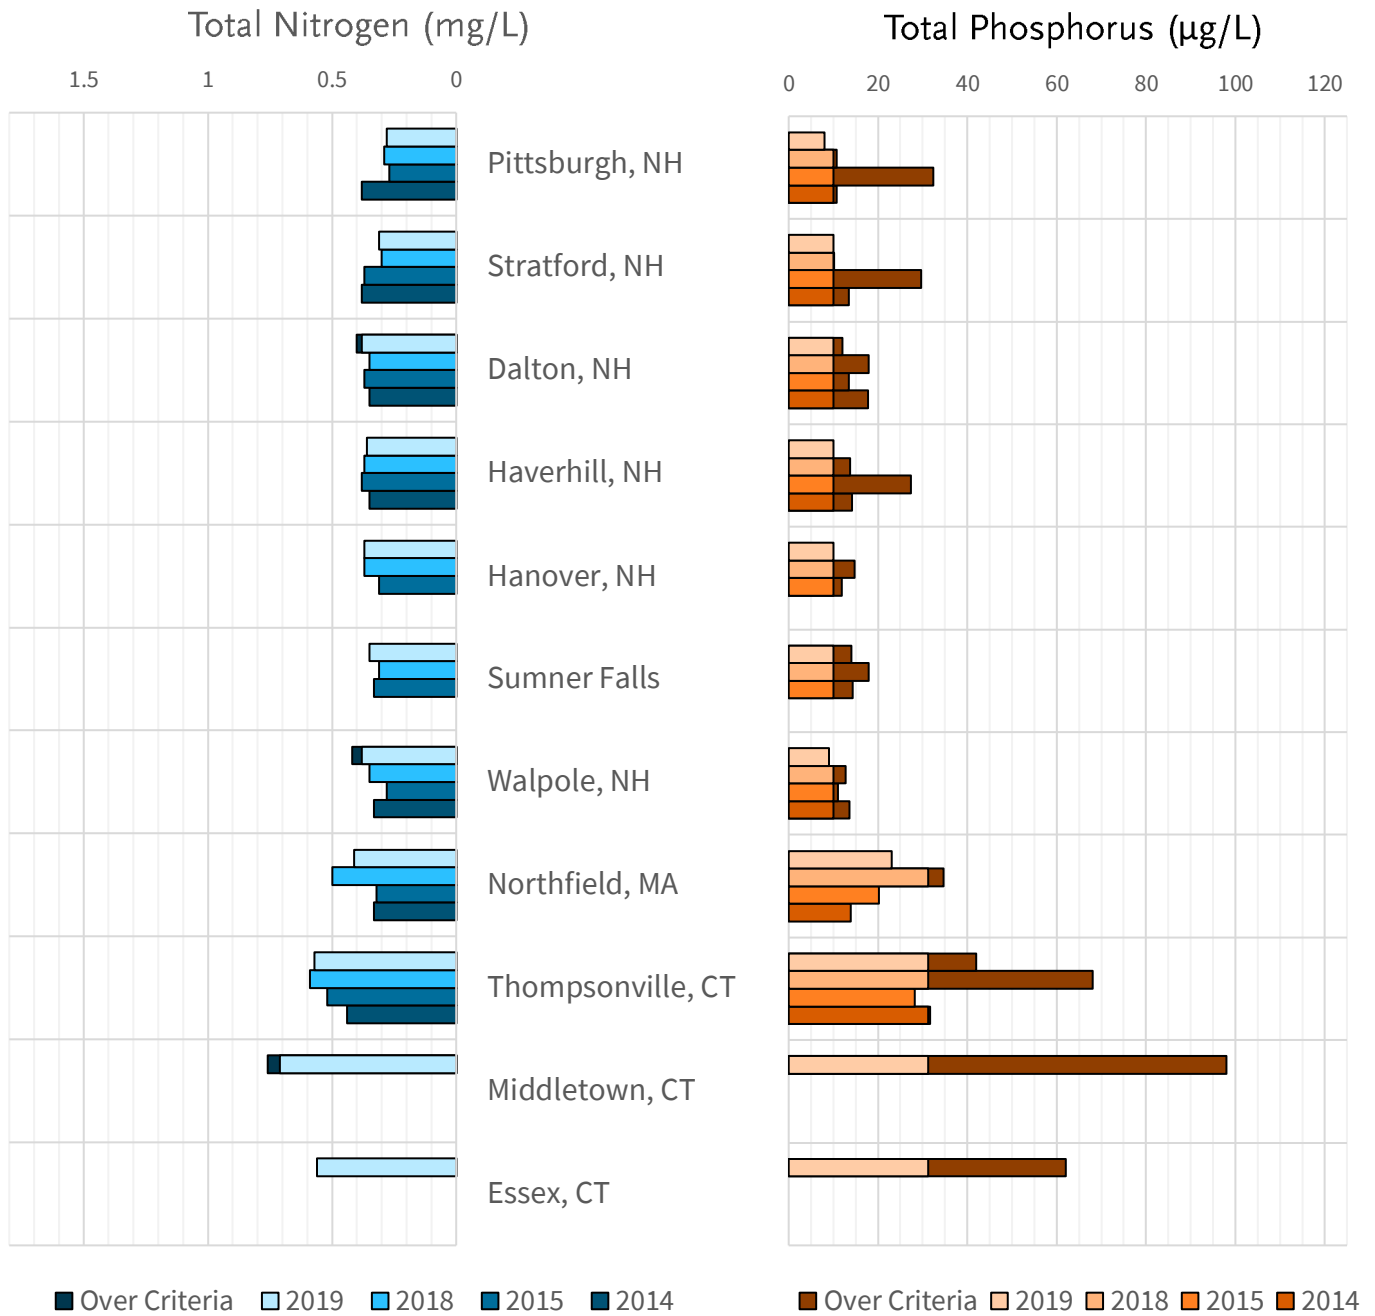 Total Nitrogen (mg/L)
Total Phosphorus (µg/L)
1.5 1 0.5 0
0 20 40 60 80 100 120
Pittsburgh, NH
Stratford, NH
Dalton, NH
Haverhill, NH
Hanover, NH
Sumner Falls
Walpole, NH
Northfield, MA
Thompsonville, CT
Middletown, CT
Essex, CT
Over Criteria 2019 2018 2015 2014
Over Criteria 2019 2018 2015 2014